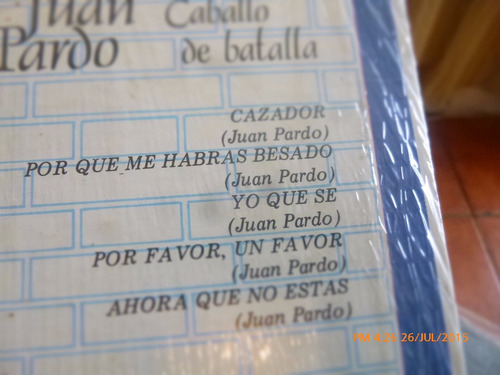 Juan Caballo
Pardo de batalla
CAZADOR
(Juan Pardo)
POR QUE ME HABRAS BESADO
(Juan Pardo)
YO QUE SE
(Juan Pardo)
POR FAVOR, UN FAVOR
(Juan Pardo)
AHORA QUE NO ESTAS
(Juan Pardo)
26/JUL/2015